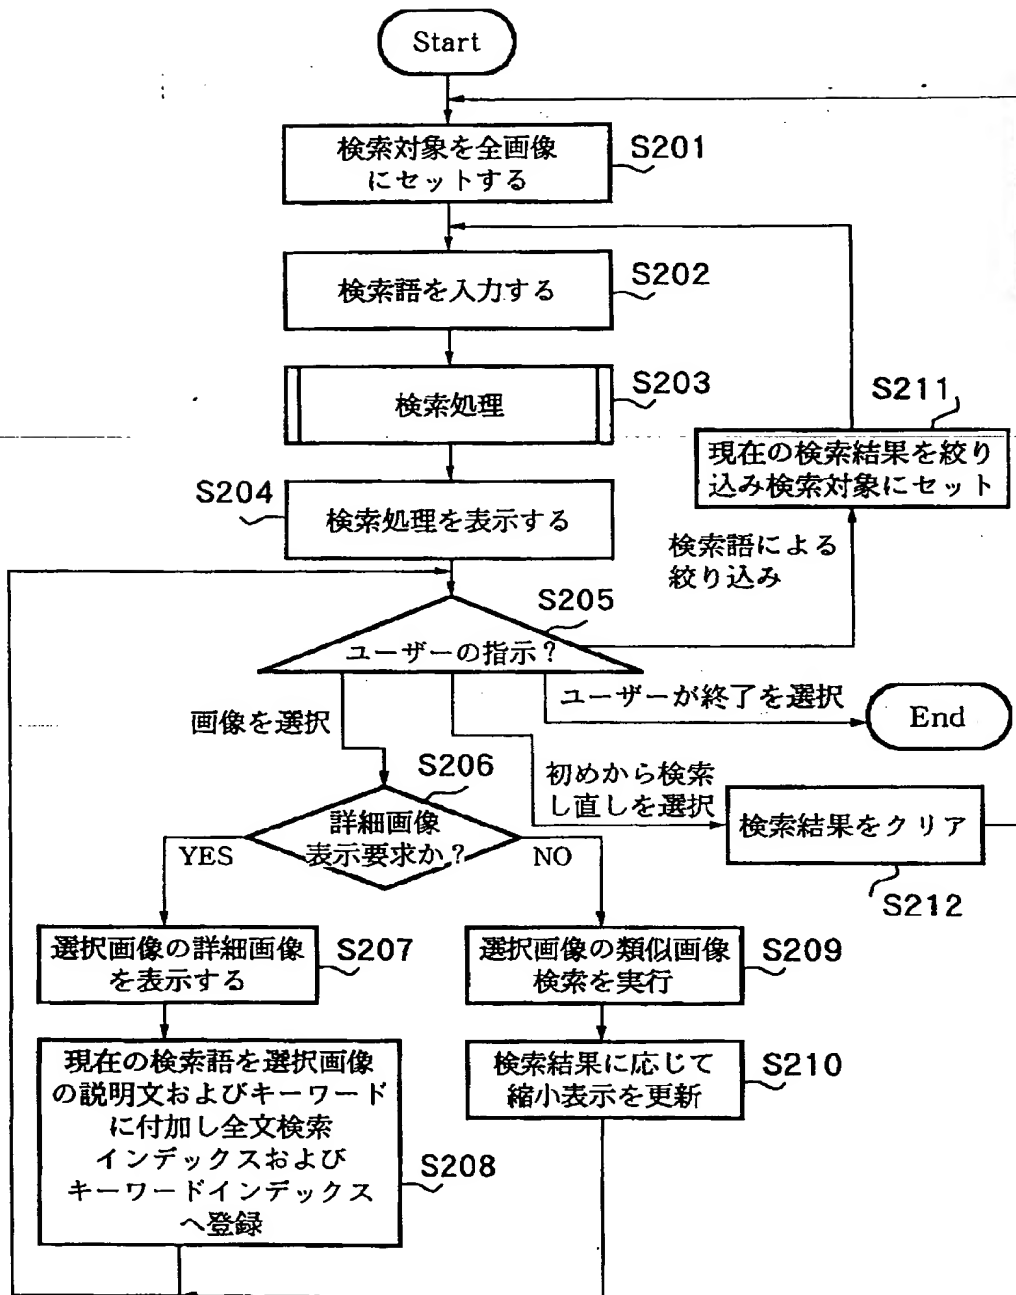 Start
検索対象を全画像
にセットする
S201
検索語を入力する
S202
検索処理
S203
S204
検索処理を表示する
S211
現在の検索結果を絞り
込み検索対象にセット
検索語による
絞り込み
S205
ユーザーの指示?
ユーザーが終了を選択
End
画像を選択
初めから検索
し直しを選択
検索結果をクリア
S212
S206
詳細画像
表示要求か?
YES
NO
選択画像の詳細画像
を表示する
S207
現在の検索語を選択画像
の説明文およびキーワード
に付加し全文検索
インデックスおよび
キーワードインデックス
へ登録
S208
選択画像の類似画像
検索を実行
S209
検索結果に応じて
縮小表示を更新
S210